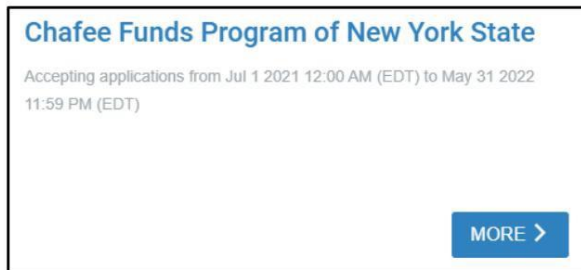 Chafee Funds Program of New York State
Accepting applications from Jul 1 2021 12:00 AM (EDT) to May 31 2022
11:59 PM (EDT)
MORE